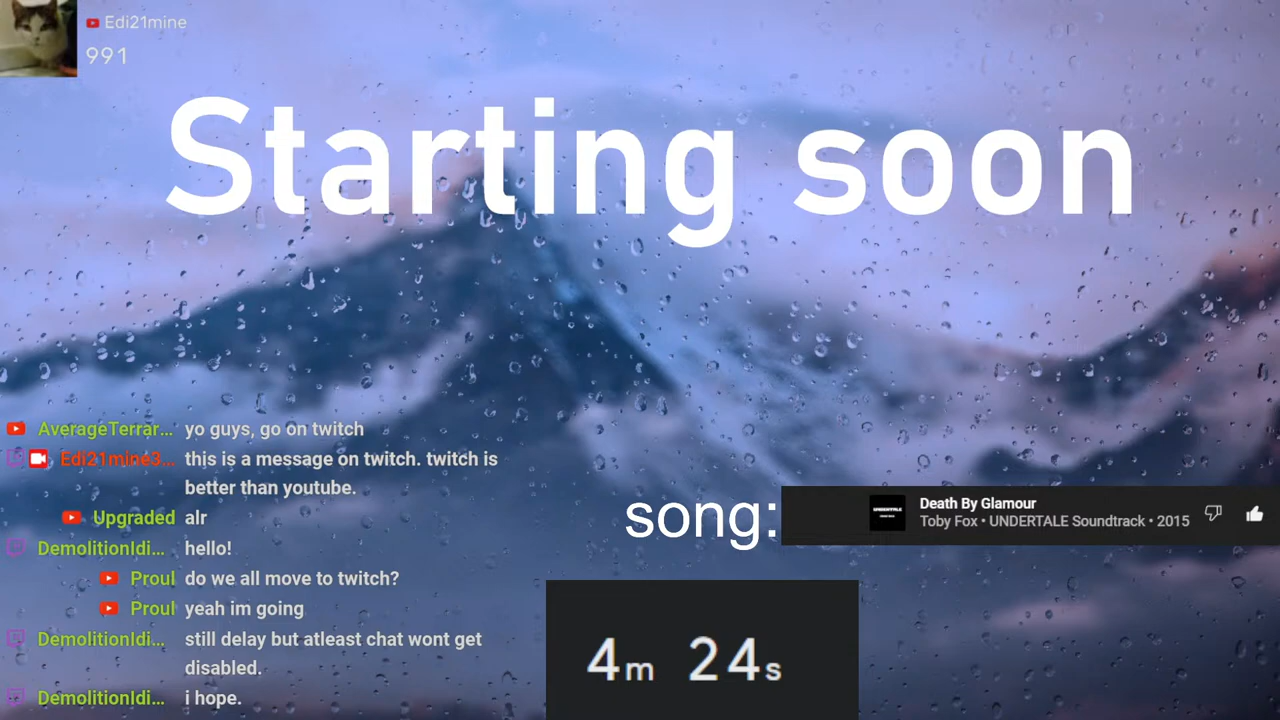 Edi21mine
991
Starting soon
AverageTerrar... yo guys, go on twitch
Edi21mine3... this is a message on twitch. twitch is
better than youtube.
Upgraded alr
DemolitionIdi... hello!
Proul do we all move to twitch?
Proul yeah im going
DemolitionIdi... still delay but atleast chat wont get
disabled.
DemolitionIdi... i hope.
song:
UNDERTALE
Death By Glamour
Toby Fox • UNDERTALE Soundtrack • 2015
4m 24s